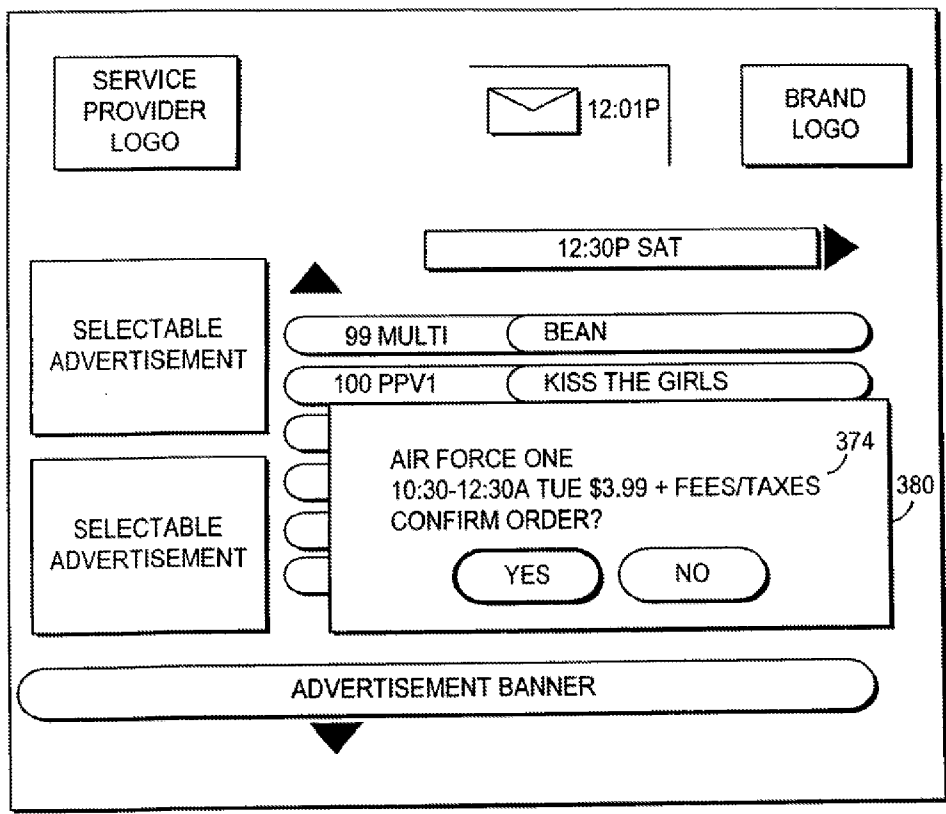 SERVICE
PROVIDER
LOGO
12:01P
BRAND
LOGO
12:30P SAT
SELECTABLE
ADVERTISEMENT
99 MULTI BEAN
100 PPV1 KISS THE GIRLS
AIR FORCE ONE
374
10:30-12:30A TUE $3.99 + FEES/TAXES
380
CONFIRM ORDER?
YES NO
SELECTABLE
ADVERTISEMENT
ADVERTISEMENT BANNER